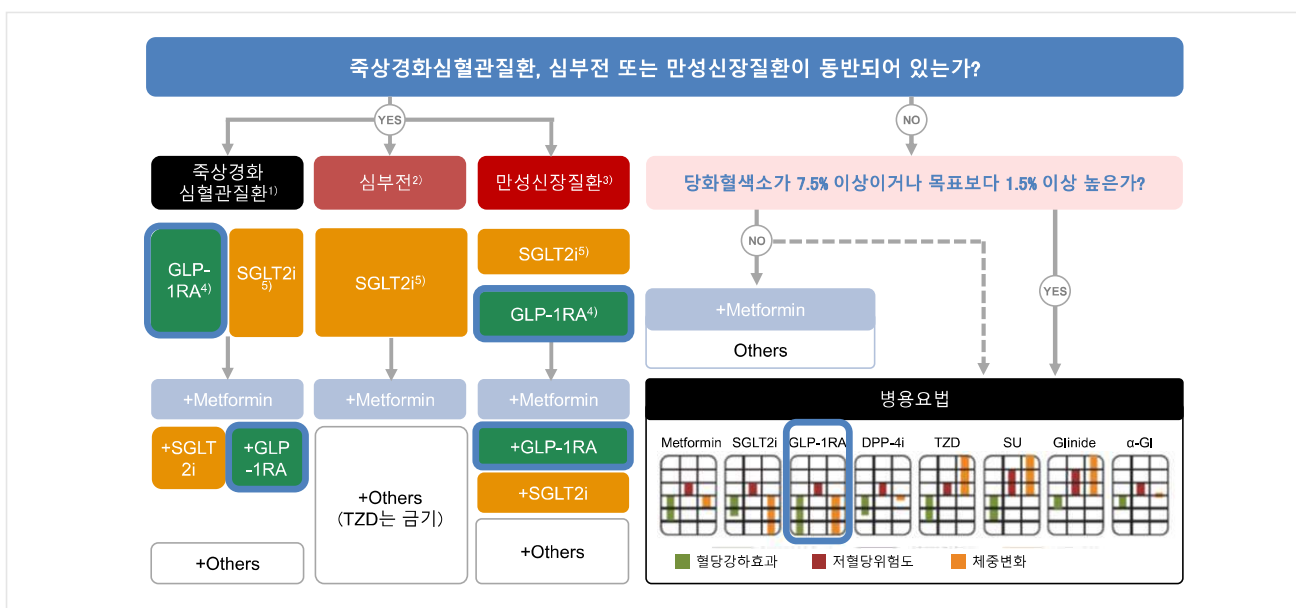 죽상경화심혈관질환, 심부전 또는 만성신장질환이 동반되어 있는가?
YES
NO
죽상경화
심혈관질환1)
심부전2)
만성신장질환3)
당화혈색소가 7.5% 이상이거나 목표보다 1.5% 이상 높은가?
GLP-
1RA4)
SGLT2i
5)
SGLT2i5)
SGLT2i5)
GLP-1RA4)
NO
YES
+Metformin
Others
+Metformin
+Metformin
+Metformin
+SGLT
2i
+GLP
-1RA
+Others
+Others
(TZD는 금기)
+GLP-1RA
+SGLT2i
+Others
병용요법
Metformin SGLT2i GLP-1RA DPP-4i TZD SU Glinide α-GI
혈당강하효과 저혈당위험도 체중변화